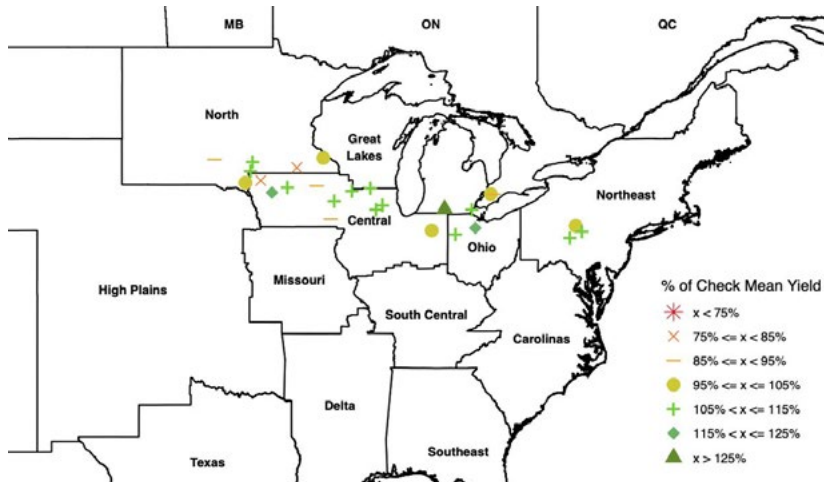 MB
ON
QC
North
Great
Lakes
Northeast
Central
Ohio
Missouri
High Plains
South Central
Carolinas
Delta
Southeast
Texas
% of Check Mean Yield
x < 75%
75% <= x < 85%
85% <= x < 95%
95% <= x <= 105%
105% < x <= 115%
115% < x <= 125%
x > 125%